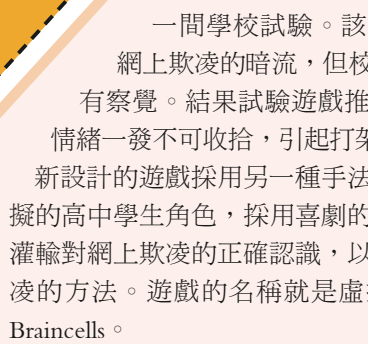 一間學校試驗。該
網上欺凌的暗流，但校
有察覺。結果試驗遊戲推
情緒一發不可收拾，引起打架
新設計的遊戲採用另一種手法
擬的高中學生角色，採用喜劇的
灌輸對網上欺凌的正確認識，以
凌的方法。遊戲的名稱就是虛
Braincells。